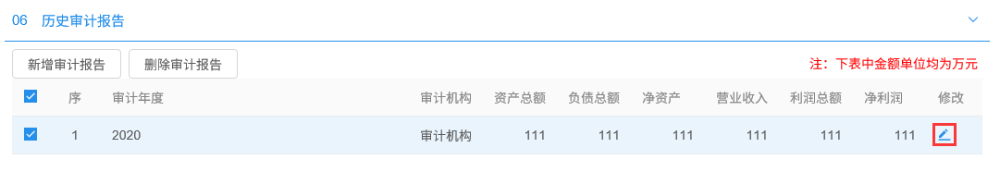 06 历史审计报告
新增审计报告 删除审计报告 注：下表中金额单位均为万元
序 审计年度 审计机构 资产总额 负债总额 净资产 营业收入 利润总额 净利润 修改
1 2020 审计机构 111 111 111 111 111 111